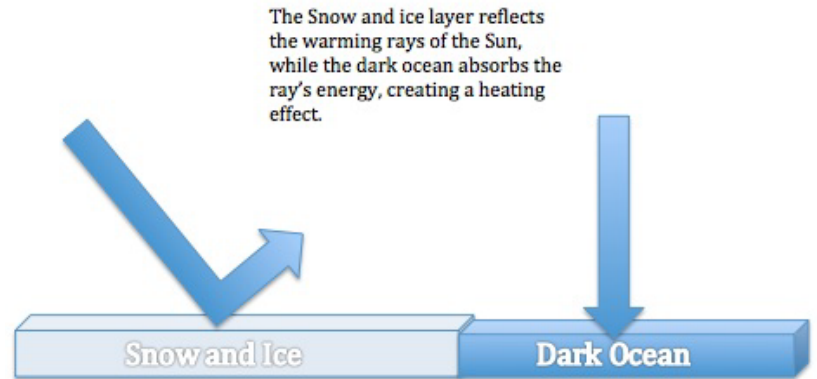 The Snow and ice layer reflects
the warming rays of the Sun,
while the dark ocean absorbs the
ray's energy, creating a heating
effect.
Snow and Ice
Dark Ocean